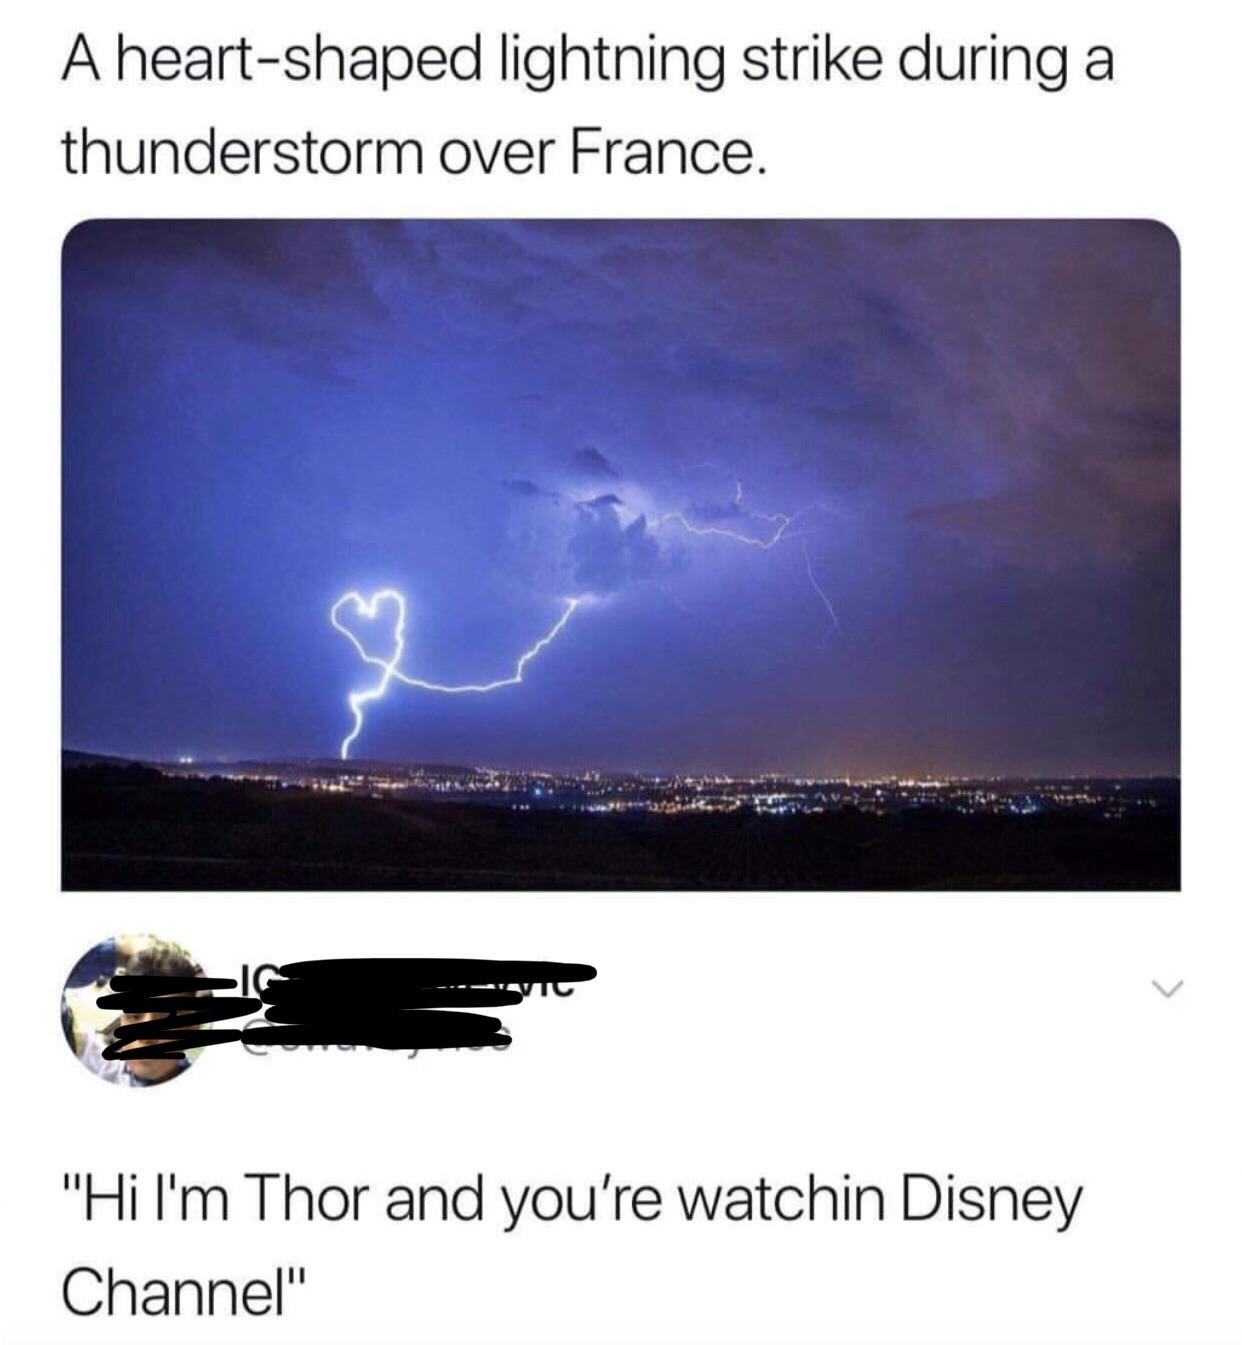 A heart-shaped lightning strike during a
thunderstorm over France.
"Hi I'm Thor and you’re watchin Disney
Channel"